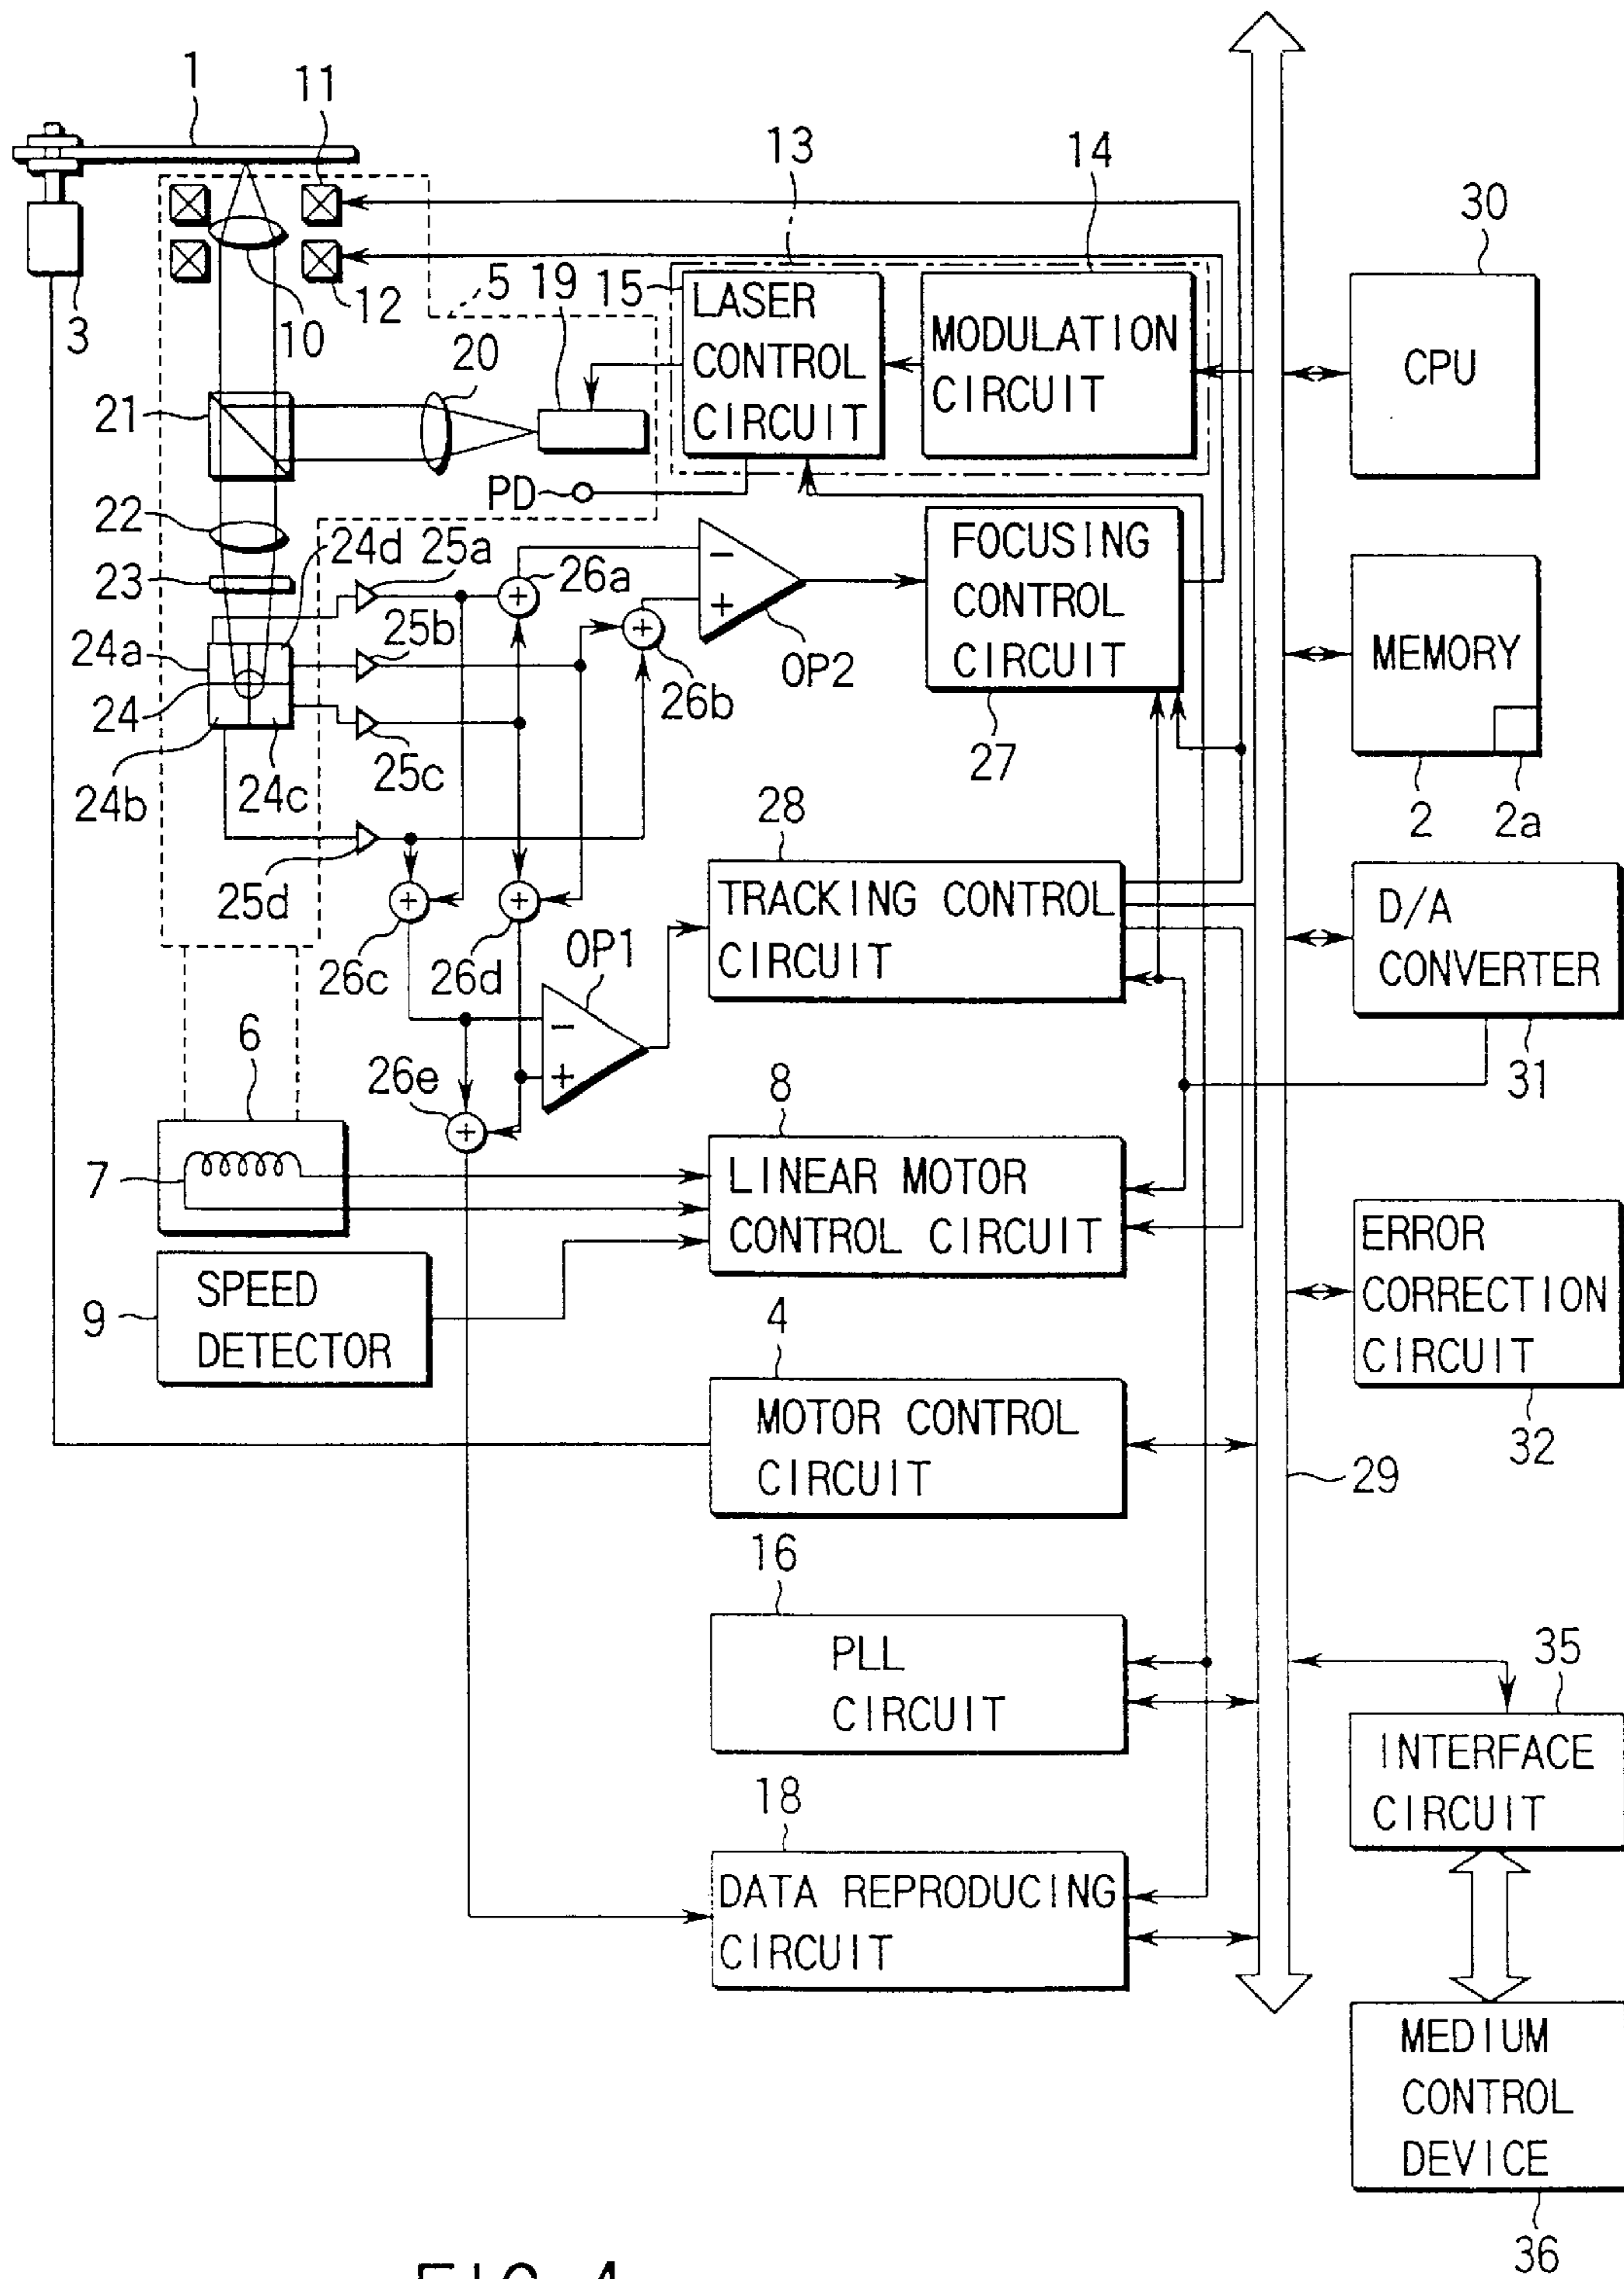 1
11
13
14
30
3
12
10
5
19
15
20
LASER
CONTROL
CIRCUIT
MODULATION
CIRCUIT
CPU
21
PD
22
23
24d
25a
26a
25b
24a
24
26b
OP2
25c
24b
24c
25d
FOCUSING
CONTROL
CIRCUIT
27
MEMORY
2
2a
28
TRACKING CONTROL
CIRCUIT
D/A
CONVERTER
31
26c
26d
OP1
6
26e
7
8
LINEAR MOTOR
CONTROL CIRCUIT
ERROR
CORRECTION
CIRCUIT
32
9
SPEED
DETECTOR
4
MOTOR CONTROL
CIRCUIT
29
16
PLL
CIRCUIT
35
INTERFACE
CIRCUIT
18
DATA REPRODUCING
CIRCUIT
MEDIUM
CONTROL
DEVICE
36